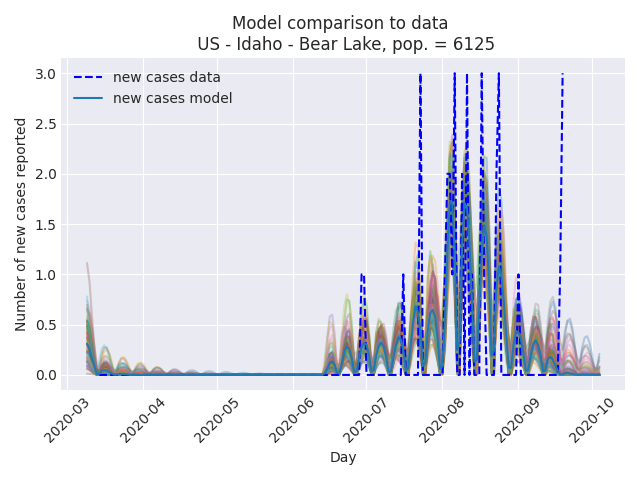 Model comparison to data
US - Idaho - Bear Lake, pop. = 6125
new cases data
new cases model
Number of new cases reported
3.0
2.5
2.0
1.5
1.0
0.5
0.0
2020-03
2020-04
2020-05
2020-06
2020-07
2020-08
2020-09
2020-10
Day